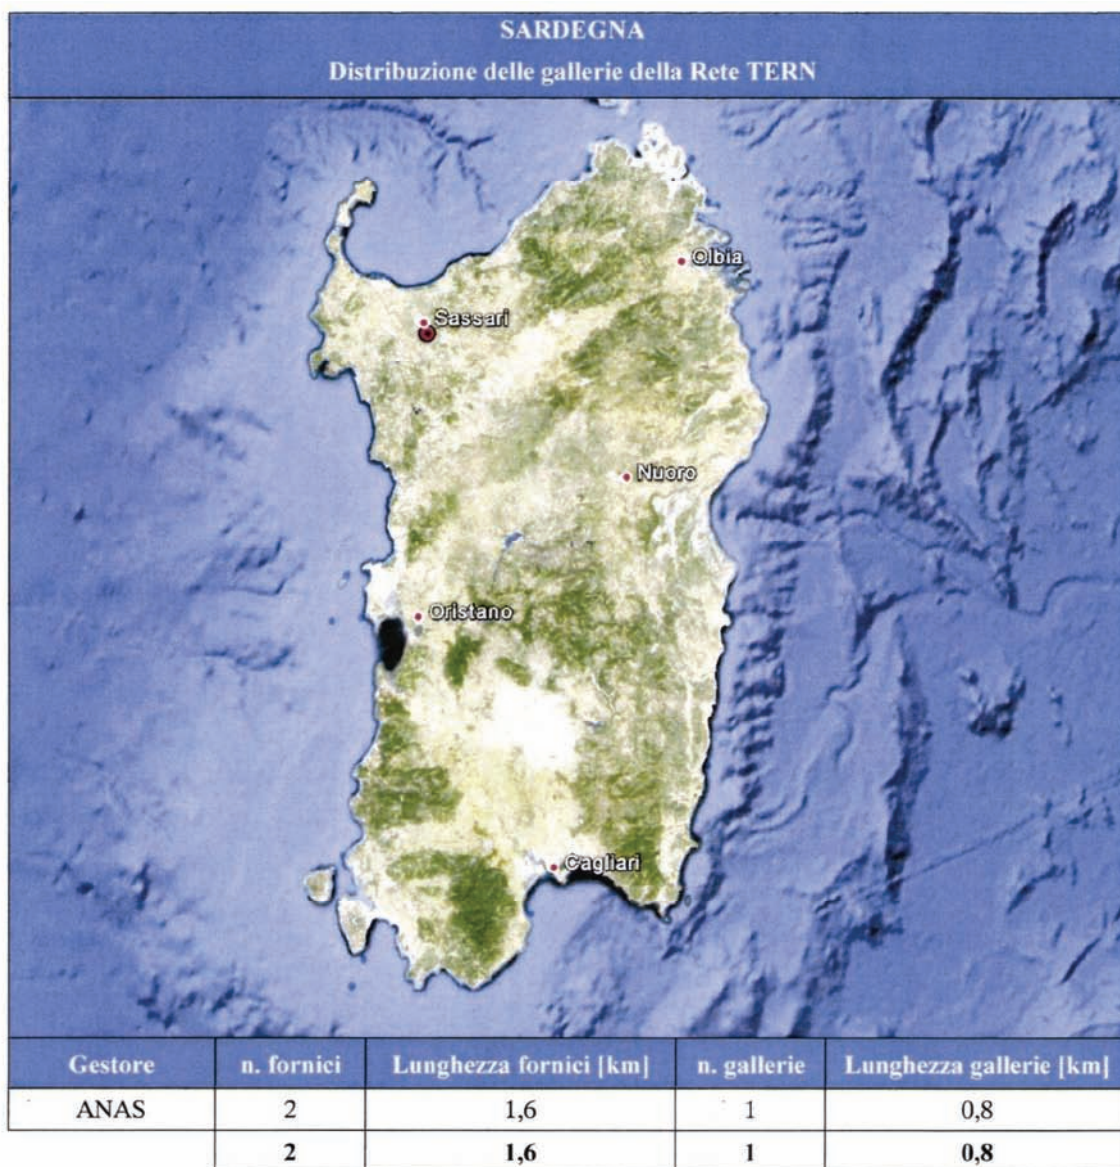 SARDEGNA
Distribuzione delle gallerie della Rete TERN
Olbia
Sassari
Nuoro
Oristano
Cagliari
Gestore n. fornici Lunghezza fornici [km] n. gallerie Lunghezza gallerie [km]
ANAS 2 1,6 1 0,8
2 1,6 1 0,8